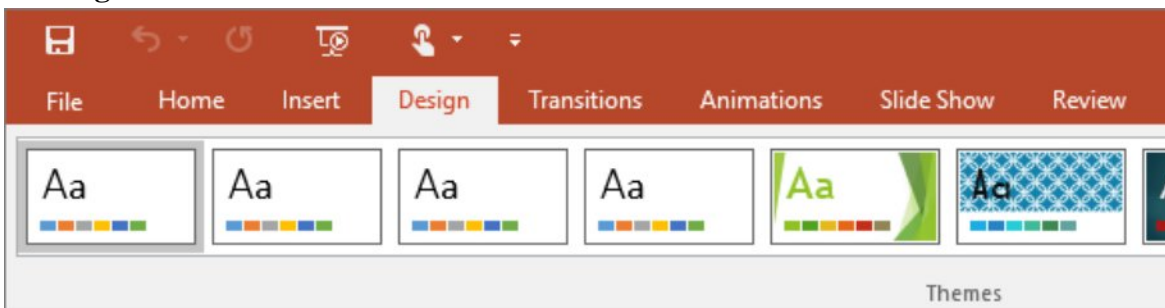 File Home Insert Design Transitions Animations Slide Show Review
Aa Aa Aa Aa Aa Aa
Themes